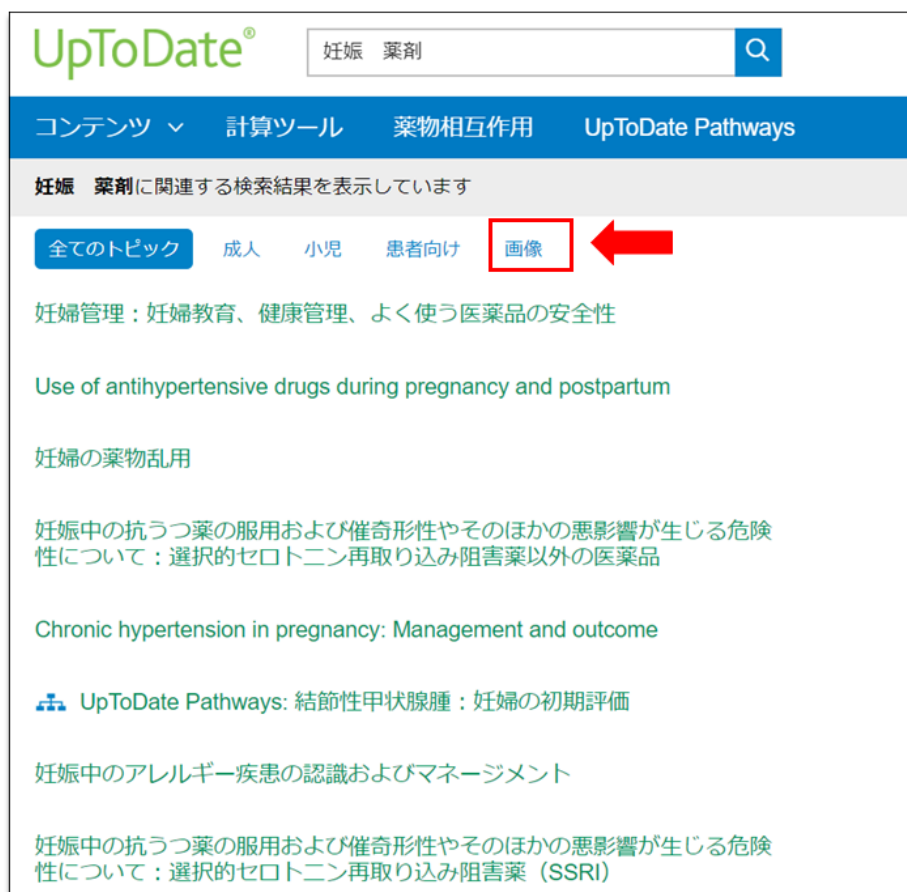 UpToDate®
妊娠　薬剤
コンテンツ 計算ツール 薬物相互作用 UpToDate Pathways
妊娠　薬剤に関連する検索結果を表示しています
全てのトピック 成人 小児 患者向け 画像
妊婦管理：妊婦教育、健康管理、よく使う医薬品の安全性
Use of antihypertensive drugs during pregnancy and postpartum
妊婦の薬物乱用
妊娠中の抗うつ薬の服用および催奇形性やそのほかの悪影響が生じる危険
性について：選択的セロトニン再取り込み阻害薬以外の医薬品
Chronic hypertension in pregnancy: Management and outcome
UpToDate Pathways: 結節性甲状腺腫：妊婦の初期評価
妊娠中のアレルギー疾患の認識およびマネージメント
妊娠中の抗うつ薬の服用および催奇形性やそのほかの悪影響が生じる危険
性について：選択的セロトニン再取り込み阻害薬（SSRI）